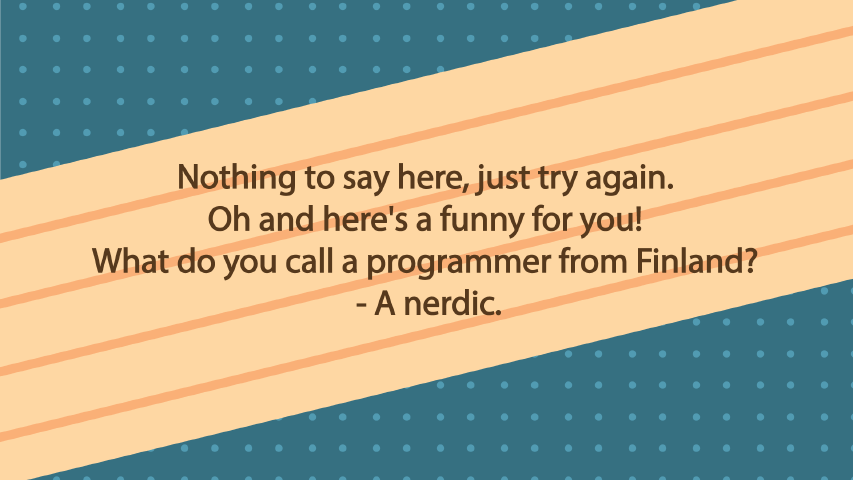 Nothing to say here, just try again.
Oh and here's a funny for you!
What do you call a programmer from Finland?
- A nerdic.